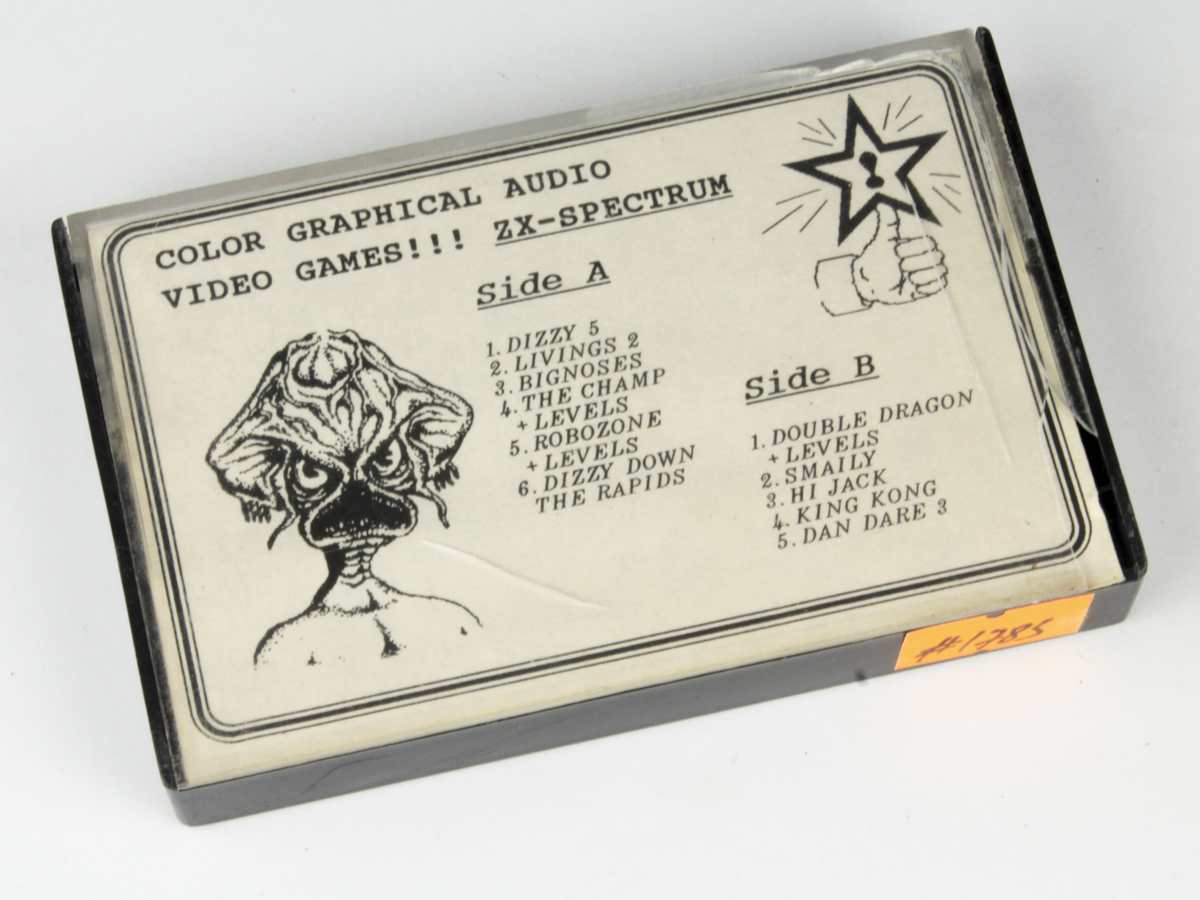 COLOR GRAPHICAL AUDIO
VIDEO GAMES!!! ZX-SPECTRUM
Side A
1. DIZZY 5
2. LIVINGS 2
3. BIGNOSES
4. THE CHAMP
+ LEVELS
5. ROBOZONE
+ LEVELS
6. DIZZY DOWN
THE RAPIDS
Side B
1. DOUBLE DRAGON
+ LEVELS
2. SMAILY
3. HI JACK
4. KING KONG
5. DAN DARE 3
!
#1785